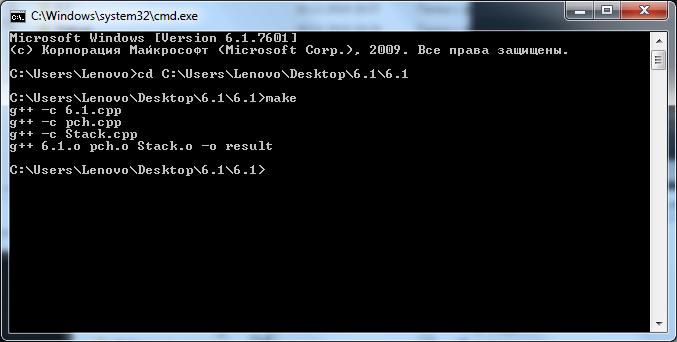 C:\Windows\system32\cmd.exe
Microsoft Windows [Version 6.1.7601]
(c) Корпорация Майкрософт (Microsoft Corp.), 2009. Все права защищены.
C:\Users\Lenovo>cd C:\Users\Lenovo\Desktop\6.1\6.1
C:\Users\Lenovo\Desktop\6.1\6.1>make
g++ -c 6.1.cpp
g++ -c pch.cpp
g++ -c Stack.cpp
g++ 6.1.o pch.o Stack.o -o result
C:\Users\Lenovo\Desktop\6.1\6.1>